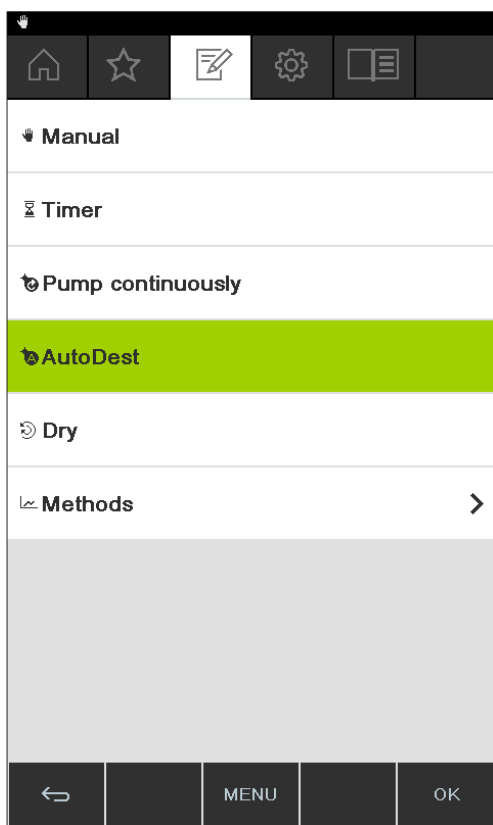 Manual
Timer
Pump continuously
AutoDest
Dry
Methods
MENU OK